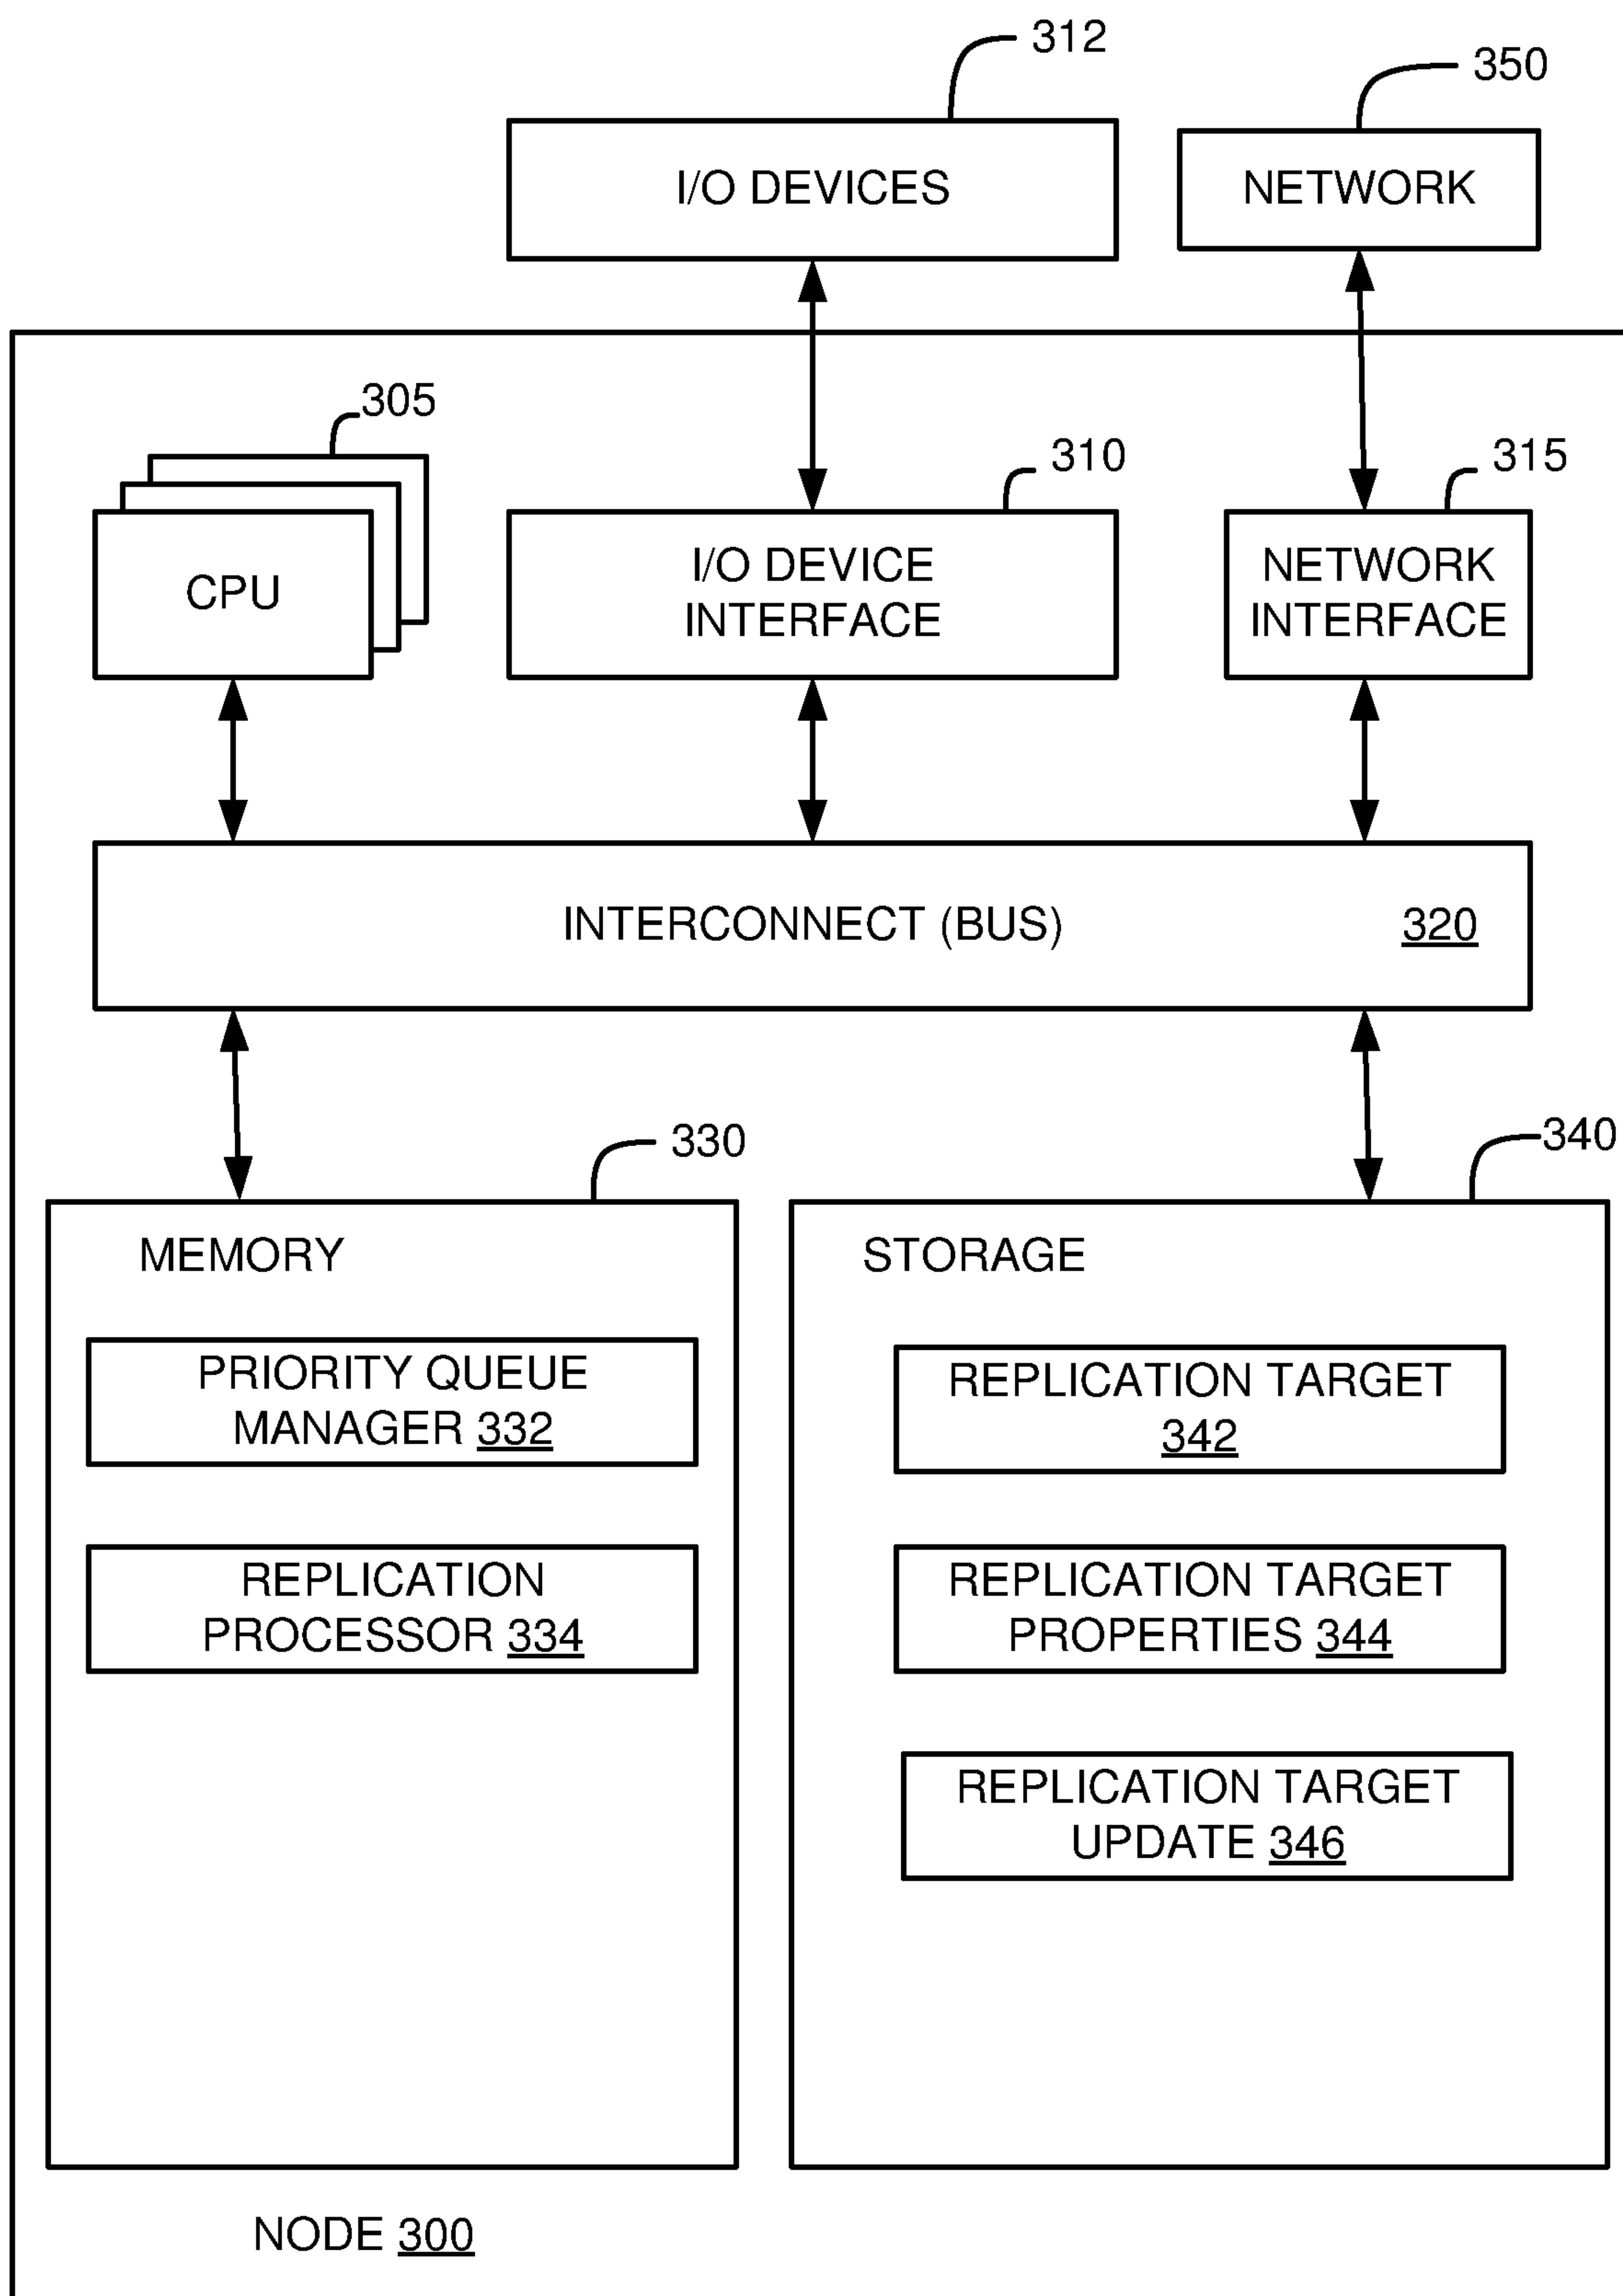 312
350
I/O DEVICES
NETWORK
305
310
315
CPU
I/O DEVICE
INTERFACE
NETWORK
INTERFACE
INTERCONNECT (BUS) 320
330
340
MEMORY
PRIORITY QUEUE
MANAGER 332
REPLICATION
PROCESSOR 334
STORAGE
REPLICATION TARGET
342
REPLICATION TARGET
PROPERTIES 344
REPLICATION TARGET
UPDATE 346
NODE 300